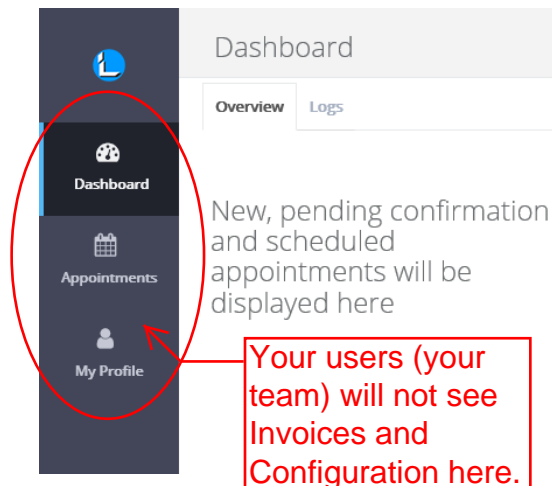 Dashboard
Overview Logs
Dashboard
Appointments
My Profile
New, pending confirmation
and scheduled
appointments will be
displayed here
Your users (your
team) will not see
Invoices and
Configuration here.